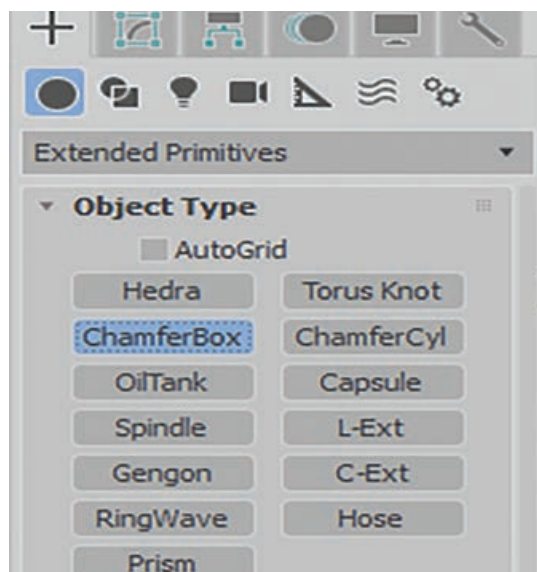 Extended Primitives
Object Type
AutoGrid
Hedra Torus Knot
ChamferBox ChamferCyl
OilTank Capsule
Spindle L-Ext
Gengon C-Ext
RingWave Hose
Prism